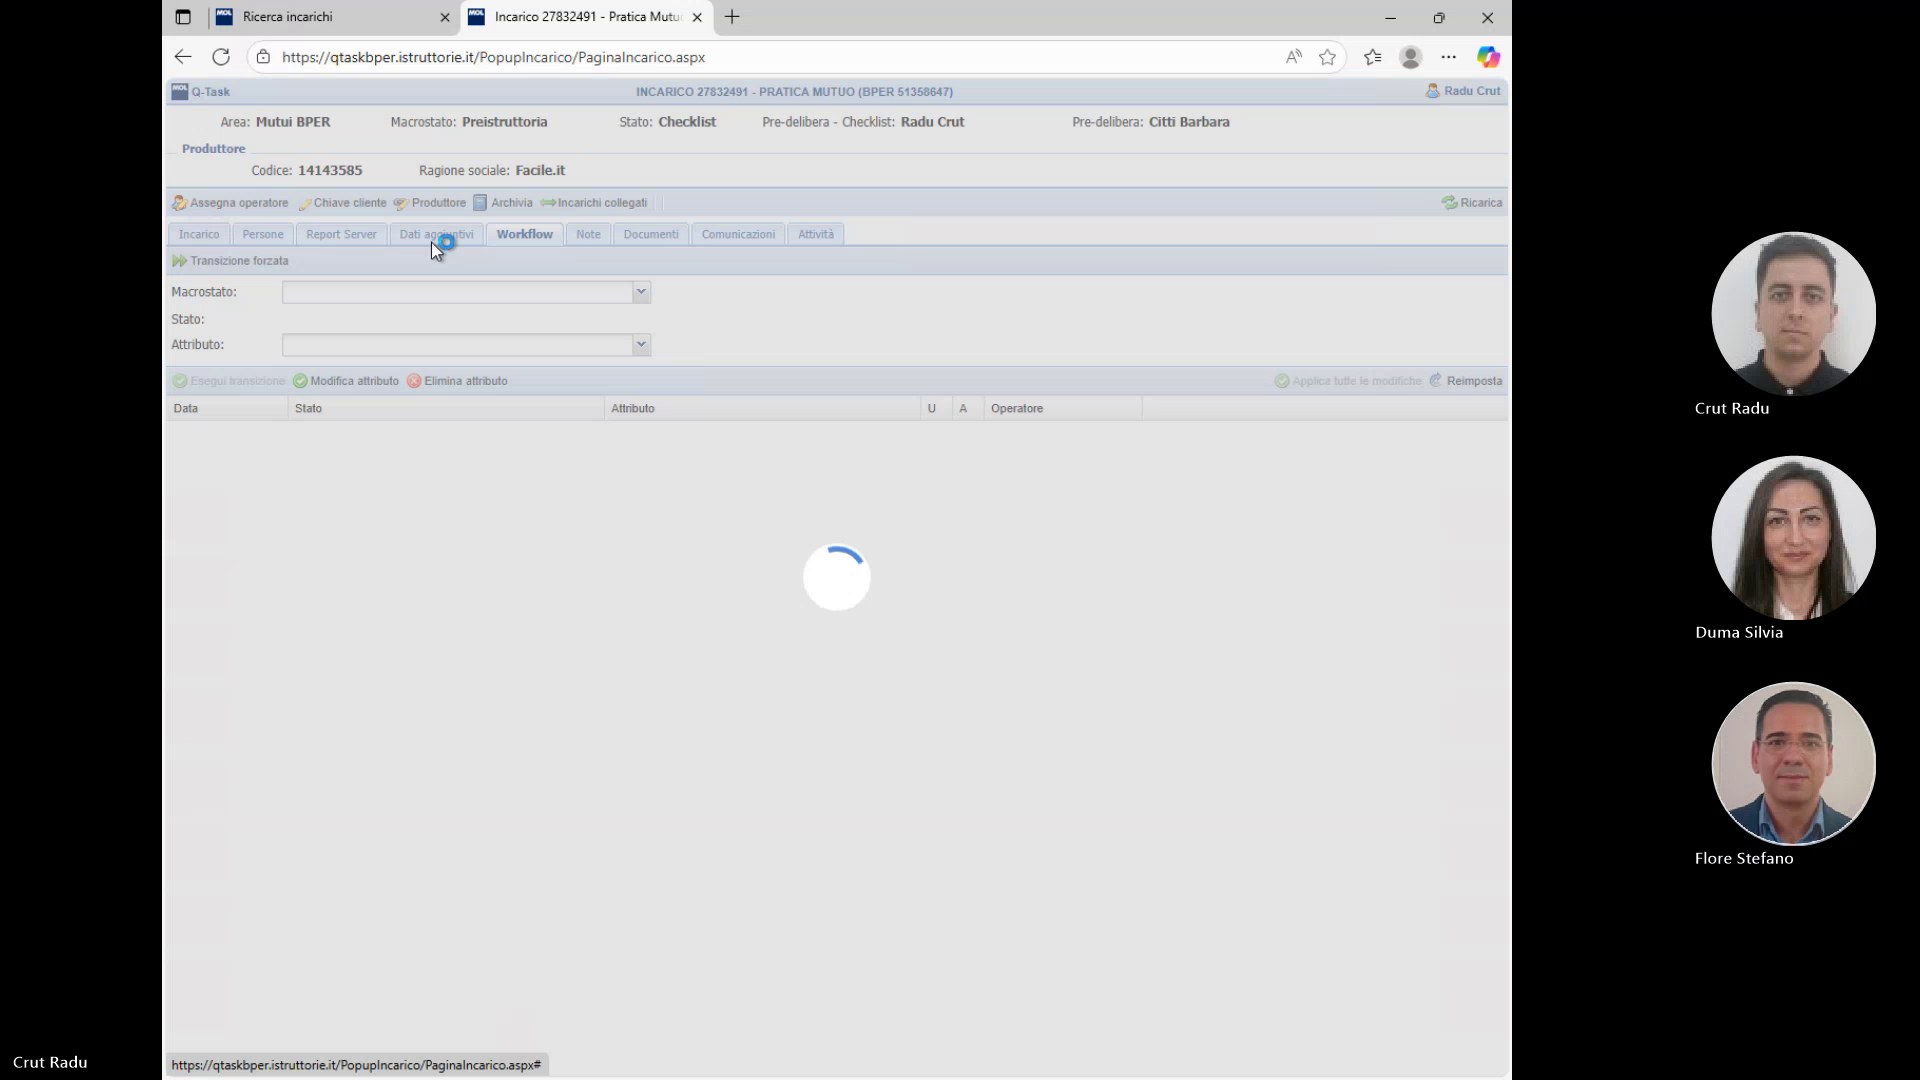 MOL Ricerca incarichi
MOL Incarico 27832491 - Pratica Mutu
https://qtaskbper.istruttorie.it/PopupIncarico/PaginaIncarico.aspx
MOL Q-Task INCARICO 27832491 - PRATICA MUTUO (BPER 51358647) Radu Crut
Area: Mutui BPER Macrostato: Preistruttoria Stato: Checklist Pre-delibera - Checklist: Radu Crut Pre-delibera: Citti Barbara
Produttore
Codice: 14143585 Ragione sociale: Facile.it
Assegna operatore Chiave cliente Produttore Archivia Incarichi collegati Ricarica
Incarico Persone Report Server Dati aggiuntivi Workflow Note Documenti Comunicazioni Attività
Transizione forzata
Macrostato:
Stato:
Attributo:
Esegui transizione Modifica attributo Elimina attributo Applica tutte le modifiche Reimposta
Data Stato Attributo U A Operatore
https://qtaskbper.istruttorie.it/PopupIncarico/PaginaIncarico.aspx#
Crut Radu
Duma Silvia
Flore Stefano
Crut Radu